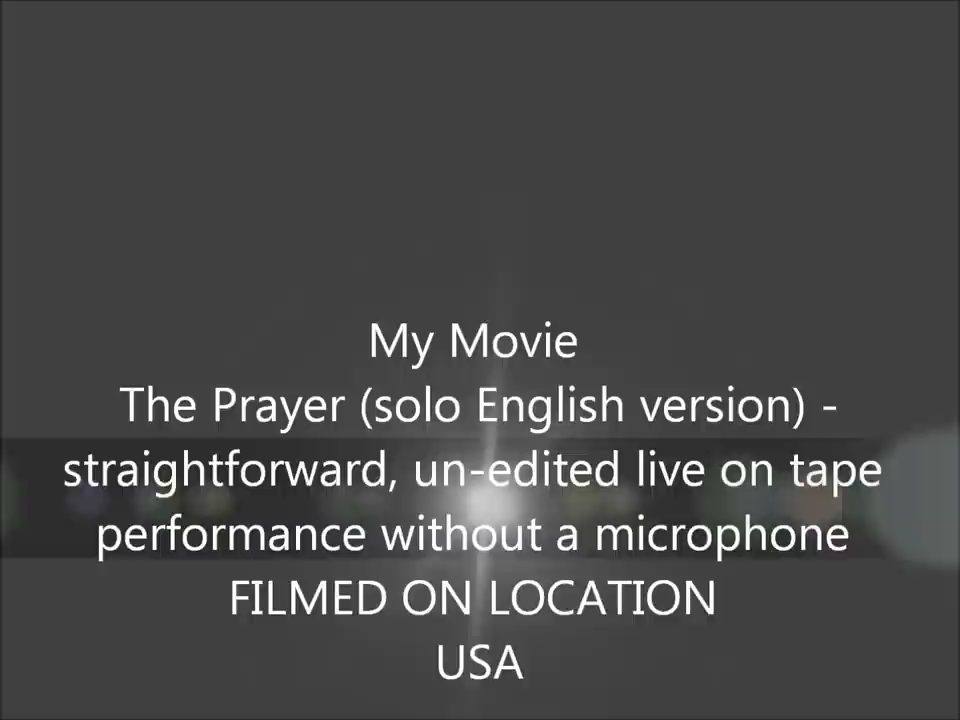 My Movie
The Prayer (solo English version) -
straightforward, un-edited live on tape
performance without a microphone
FILMED ON LOCATION
USA